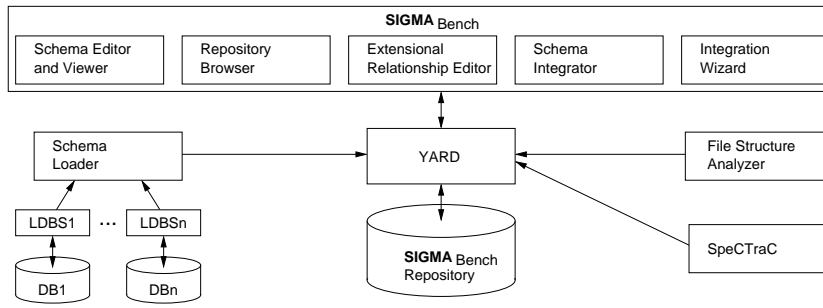 SIGMA Bench
Schema Editor
and Viewer
Repository
Browser
Extensional
Relationship Editor
Schema
Integrator
Integration
Wizard
Schema
Loader
YARD
File Structure
Analyzer
LDBS1
...
LDBSn
SIGMA Bench
Repository
SpeCTraC
DB1
DBn